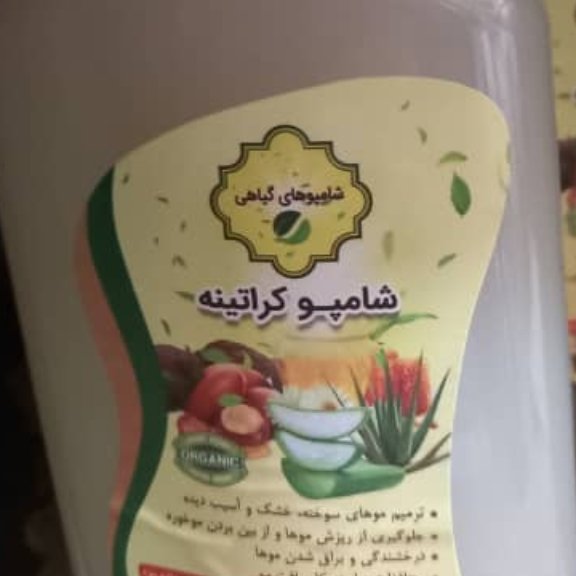 شامپوهای گیاهی
شامپو کراتینه
ORGANIC
• ترمیم موهای سوخته، خشک و آسیب دیده
• جلوگیری از ریزش موها و از بین بردن موخوره
• درخشندگی و براق شدن موها